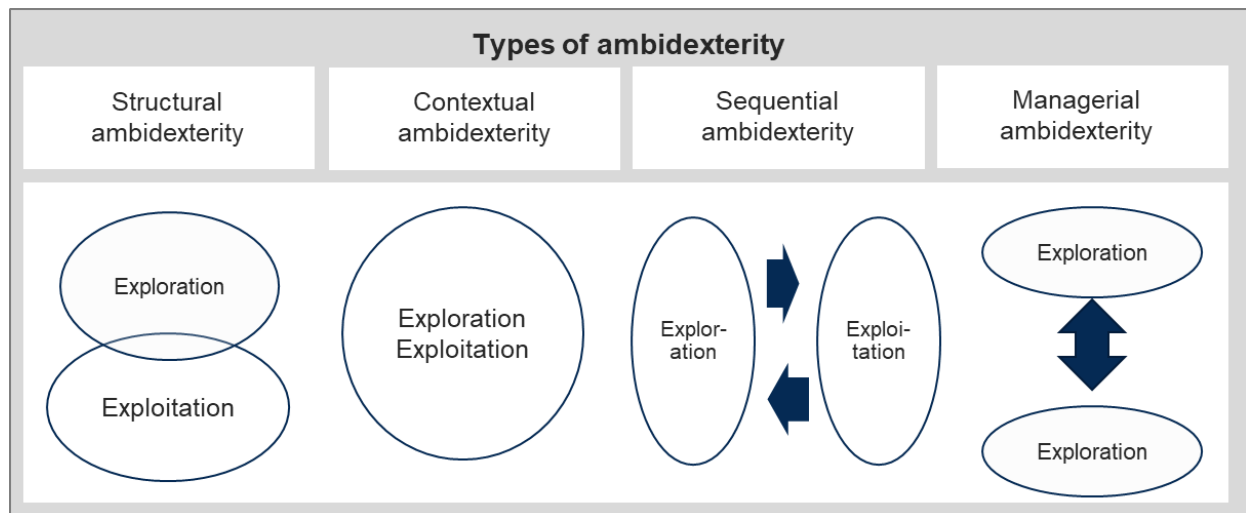 Types of ambidexterity
Structural
ambidexterity
Contextual
ambidexterity
Sequential
ambidexterity
Managerial
ambidexterity
Exploration
Exploitation
Exploration
Exploitation
Explor-
ation
Exploi-
tation
Exploration
Exploration